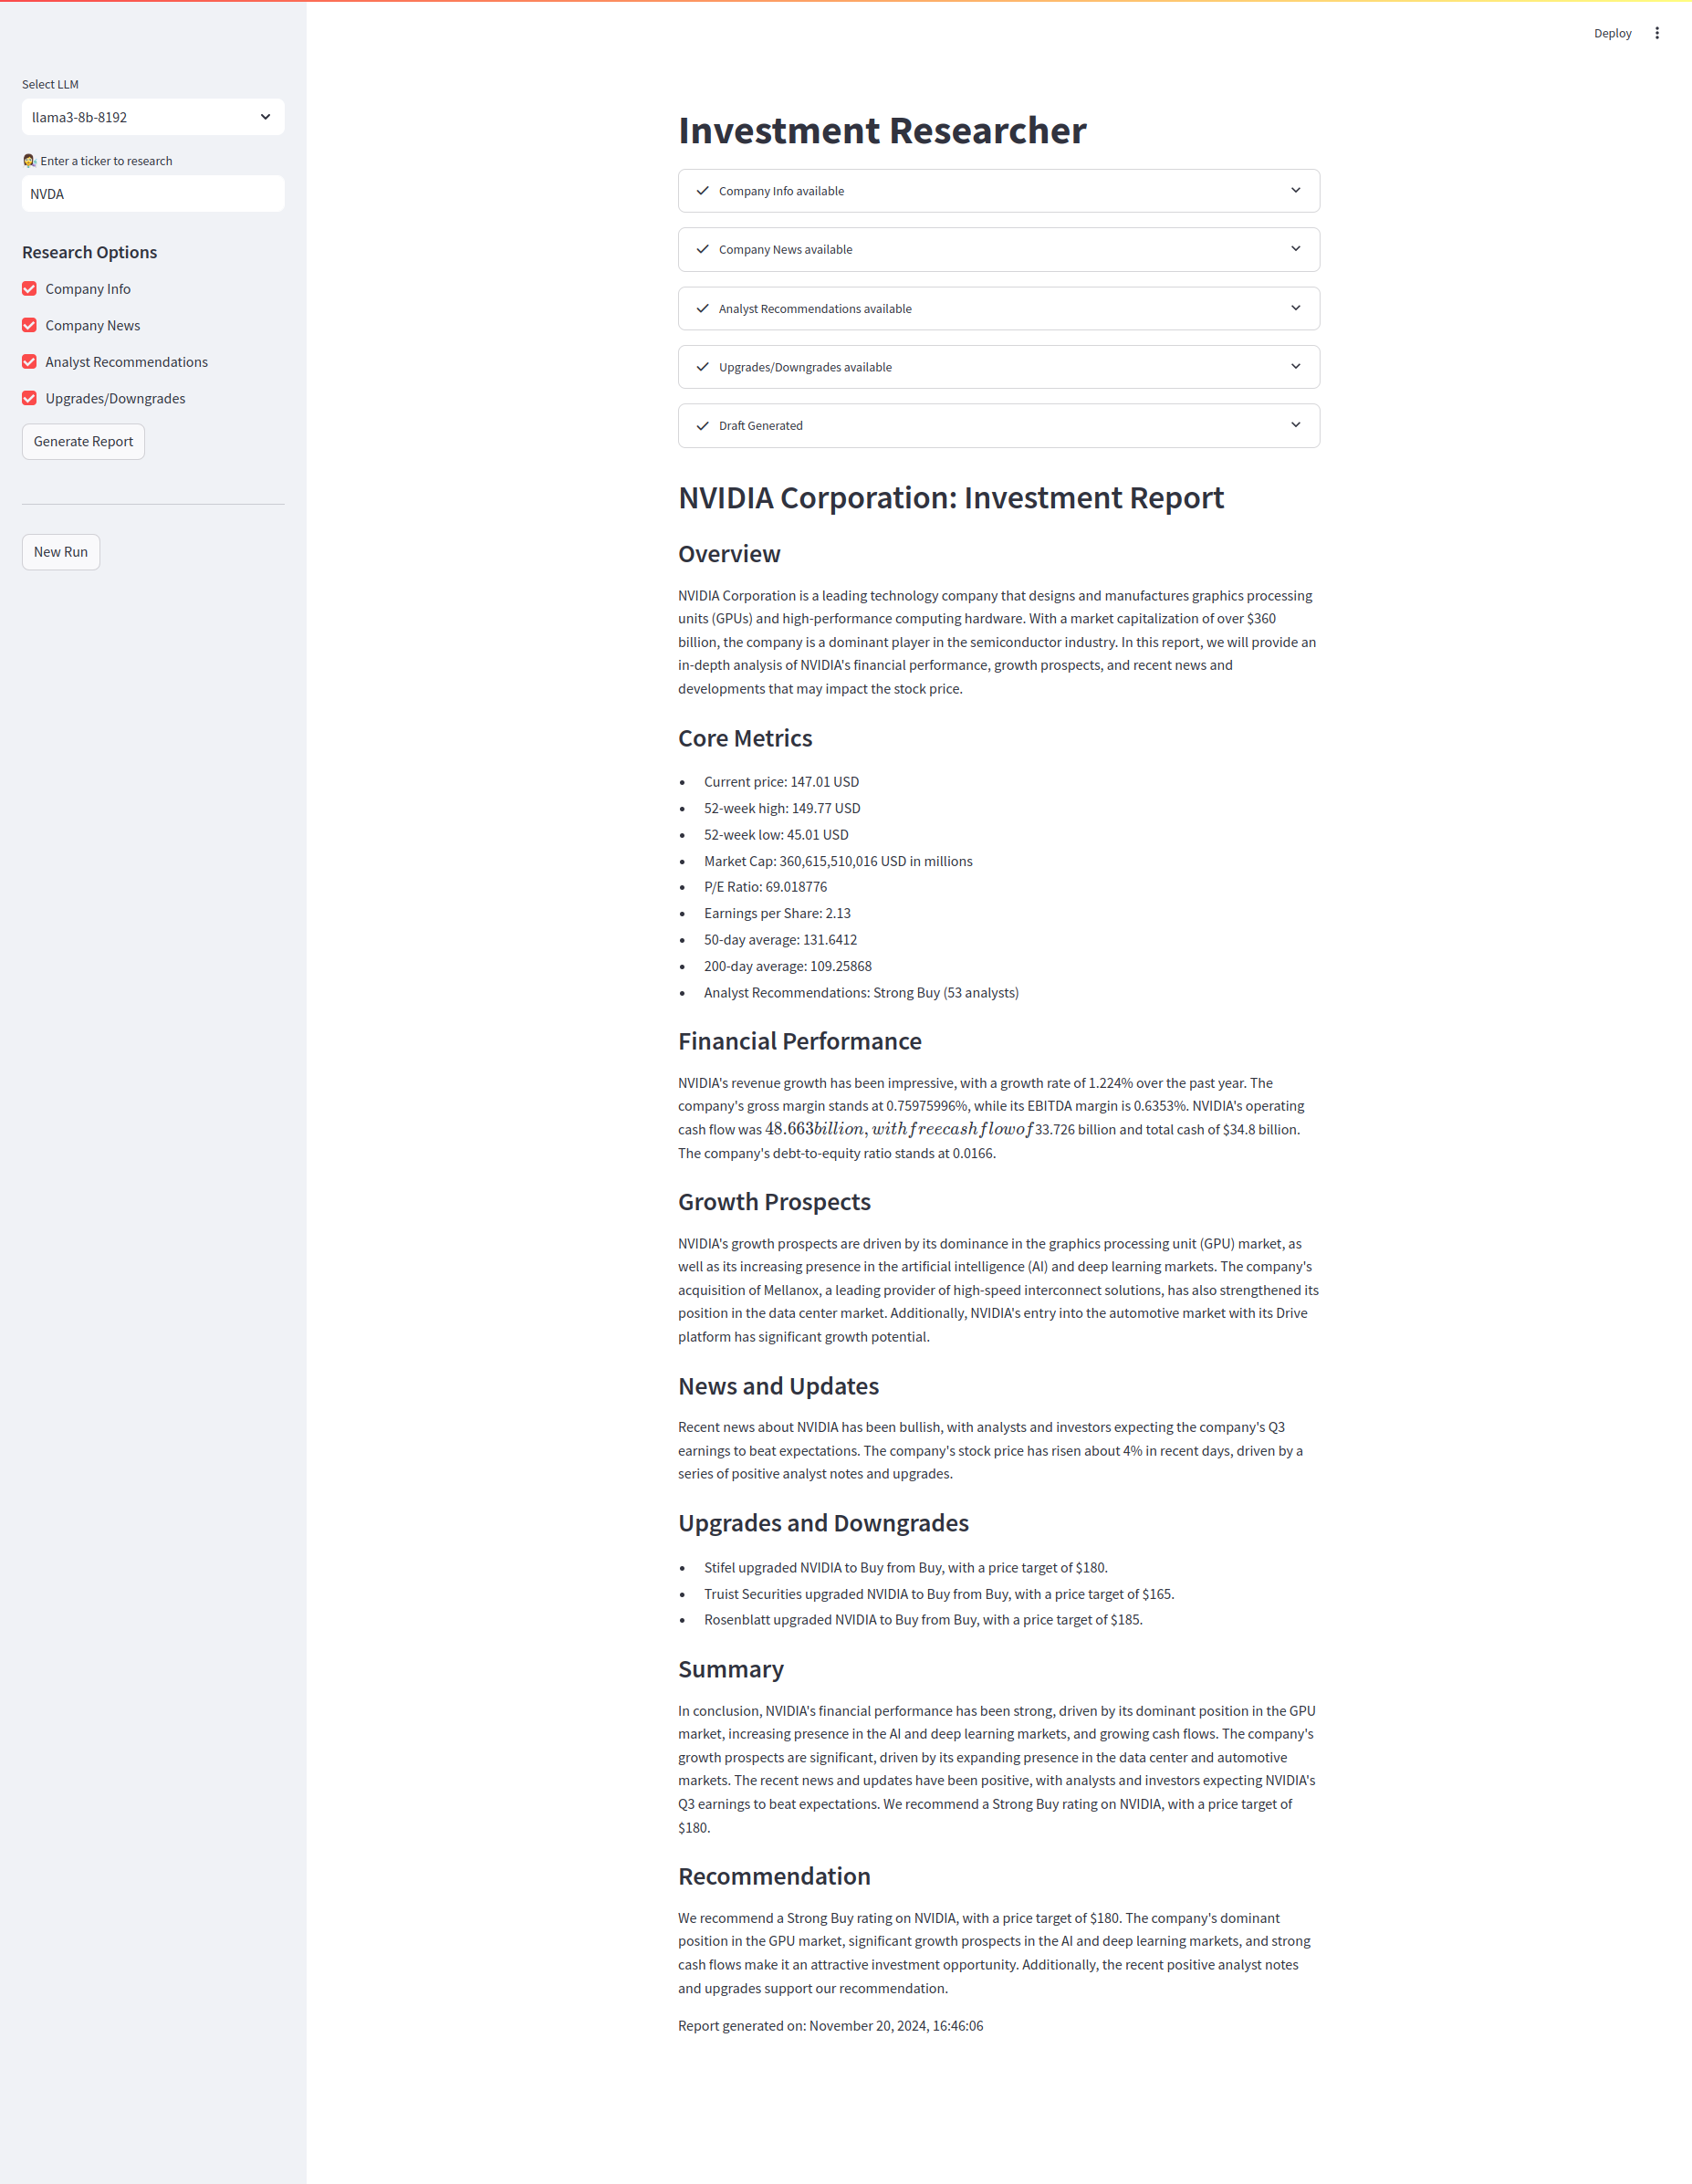 Deploy
Select LLM
llama3-8b-8192
Enter a ticker to research
NVDA
Research Options
Company Info
Company News
Analyst Recommendations
Upgrades/Downgrades
Generate Report
New Run
Investment Researcher
Company Info available
Company News available
Analyst Recommendations available
Upgrades/Downgrades available
Draft Generated
NVIDIA Corporation: Investment Report
Overview
NVIDIA Corporation is a leading technology company that designs and manufactures graphics processing
units (GPUs) and high-performance computing hardware. With a market capitalization of over $360
billion, the company is a dominant player in the semiconductor industry. In this report, we will provide an
in-depth analysis of NVIDIA's financial performance, growth prospects, and recent news and
developments that may impact the stock price.
Core Metrics
• Current price: 147.01 USD
• 52-week high: 149.77 USD
• 52-week low: 45.01 USD
• Market Cap: 360,615,510,016 USD in millions
• P/E Ratio: 69.018776
• Earnings per Share: 2.13
• 50-day average: 131.6412
• 200-day average: 109.25868
• Analyst Recommendations: Strong Buy (53 analysts)
Financial Performance
NVIDIA's revenue growth has been impressive, with a growth rate of 1.224% over the past year. The
company's gross margin stands at 0.75975996%, while its EBITDA margin is 0.6353%. NVIDIA's operating
cash flow was 48.663billion, withfreecashflowof33.726 billion and total cash of $34.8 billion.
The company's debt-to-equity ratio stands at 0.0166.
Growth Prospects
NVIDIA's growth prospects are driven by its dominance in the graphics processing unit (GPU) market, as
well as its increasing presence in the artificial intelligence (AI) and deep learning markets. The company's
acquisition of Mellanox, a leading provider of high-speed interconnect solutions, has also strengthened its
position in the data center market. Additionally, NVIDIA's entry into the automotive market with its Drive
platform has significant growth potential.
News and Updates
Recent news about NVIDIA has been bullish, with analysts and investors expecting the company's Q3
earnings to beat expectations. The company's stock price has risen about 4% in recent days, driven by a
series of positive analyst notes and upgrades.
Upgrades and Downgrades
• Stifel upgraded NVIDIA to Buy from Buy, with a price target of $180.
• Truist Securities upgraded NVIDIA to Buy from Buy, with a price target of $165.
• Rosenblatt upgraded NVIDIA to Buy from Buy, with a price target of $185.
Summary
In conclusion, NVIDIA's financial performance has been strong, driven by its dominant position in the GPU
market, increasing presence in the AI and deep learning markets, and growing cash flows. The company's
growth prospects are significant, driven by its expanding presence in the data center and automotive
markets. The recent news and updates have been positive, with analysts and investors expecting NVIDIA's
Q3 earnings to beat expectations. We recommend a Strong Buy rating on NVIDIA, with a price target of
$180.
Recommendation
We recommend a Strong Buy rating on NVIDIA, with a price target of $180. The company's dominant
position in the GPU market, significant growth prospects in the AI and deep learning markets, and strong
cash flows make it an attractive investment opportunity. Additionally, the recent positive analyst notes
and upgrades support our recommendation.
Report generated on: November 20, 2024, 16:46:06